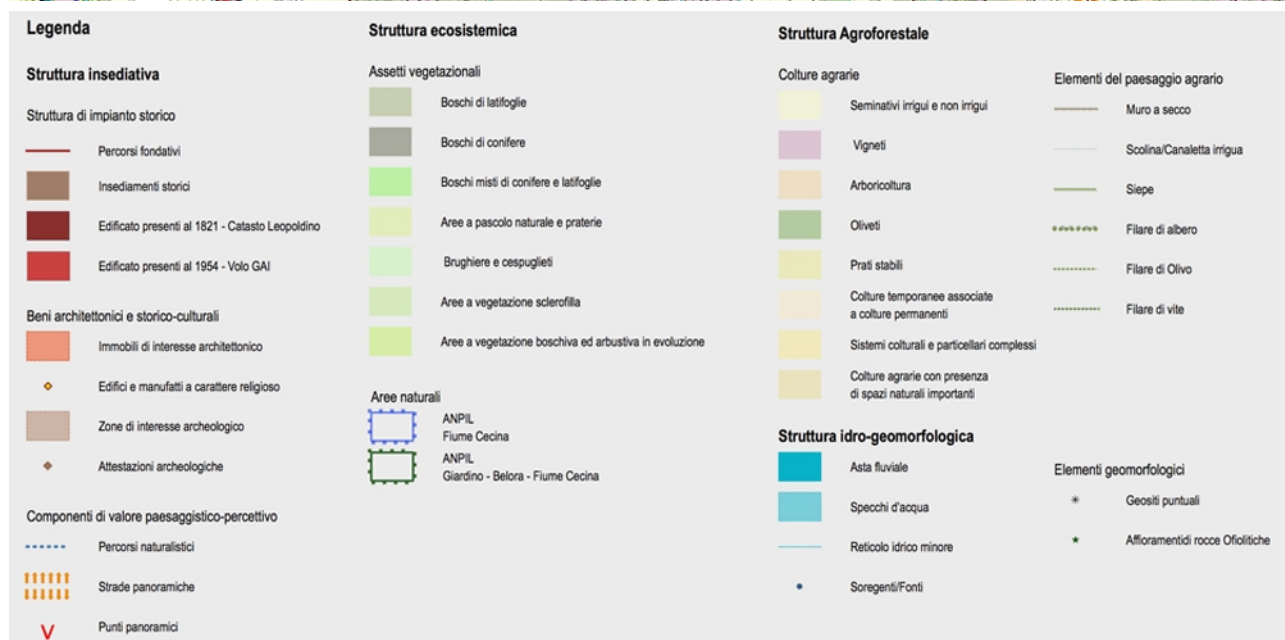 Legenda
Struttura insediativa
Struttura di impianto storico
Percorsi fondativi
Insediamenti storici
Edificato presenti al 1821 - Catasto Leopoldino
Edificato presenti al 1954 - Volo GAI
Beni architettonici e storico-culturali
Immobili di interesse architettonico
Edifici e manufatti a carattere religioso
Zone di interesse archeologico
Attestazioni archeologiche
Componenti di valore paesaggistico-percettivo
Percorsi naturalistici
Strade panoramiche
Punti panoramici
Struttura ecosistemica
Assetti vegetazionali
Boschi di latifoglie
Boschi di conifere
Boschi misti di conifere e latifoglie
Aree a pascolo naturale e praterie
Brughiere e cespuglieti
Aree a vegetazione sclerofilla
Aree a vegetazione boschiva ed arbustiva in evoluzione
Aree naturali
ANPIL
Fiume Cecina
ANPIL
Giardino - Belora - Fiume Cecina
Struttura Agroforestale
Colture agrarie
Seminativi irrigui e non irrigui
Vigneti
Arboricoltura
Oliveti
Prati stabili
Colture temporanee associate
a colture permanenti
Sistemi colturali e particellari complessi
Colture agrarie con presenza
di spazi naturali importanti
Elementi del paesaggio agrario
Muro a secco
Scolina/Canaletta irrigua
Siepe
Filare di albero
Filare di Olivo
Filare di vite
Struttura idro-geomorfologica
Asta fluviale
Specchi d'acqua
Reticolo idrico minore
Soregenti/Fonti
Elementi geomorfologici
Geositi puntuali
Affioramentidi rocce Ofiolitiche